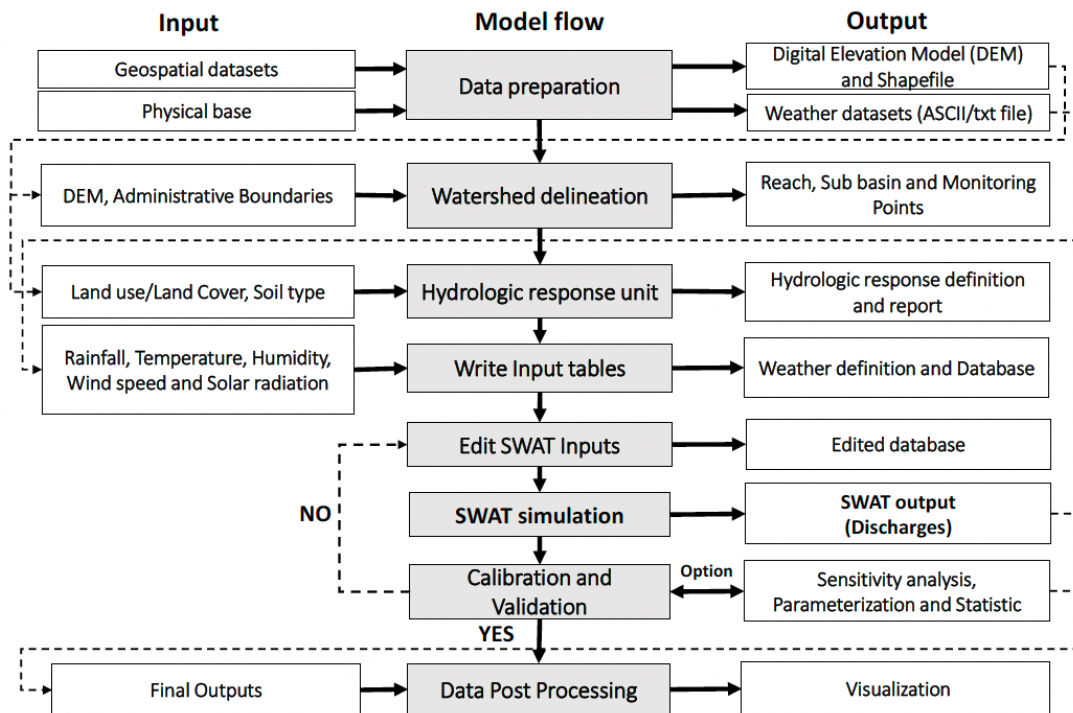 Input
Model flow
Output
Geospatial datasets
Physical base
Data preparation
Digital Elevation Model (DEM)
and Shapefile
Weather datasets (ASCII/txt file)
DEM, Administrative Boundaries
Watershed delineation
Reach, Sub basin and Monitoring
Points
Land use/Land Cover, Soil type
Hydrologic response unit
Hydrologic response definition
and report
Rainfall, Temperature, Humidity,
Wind speed and Solar radiation
Write Input tables
Weather definition and Database
Edit SWAT Inputs
Edited database
NO
SWAT simulation
SWAT output
(Discharges)
Calibration and
Validation
Option
Sensitivity analysis,
Parameterization and Statistic
YES
Final Outputs
Data Post Processing
Visualization